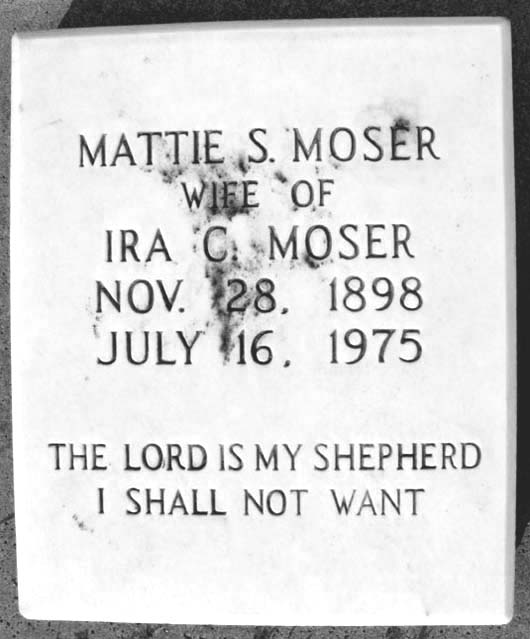 MATTIE S. MOSER
WIFE OF
IRA C. MOSER
NOV. 28, 1898
JULY 16, 1975
THE LORD IS MY SHEPHERD
I SHALL NOT WANT